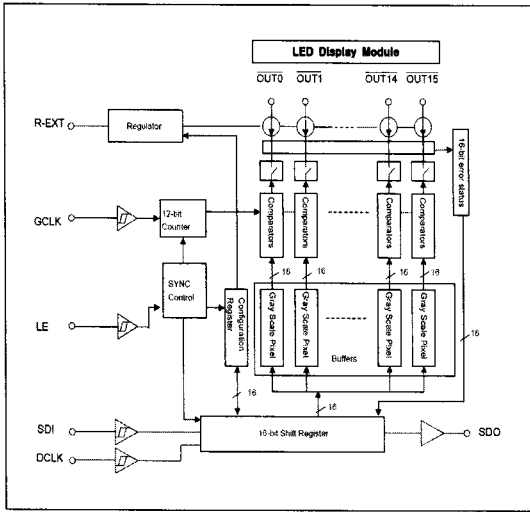 LED Display Module
OUT0 OUT1 OUT14 OUT15
R-EXT
Regulator
16-bit error status
GCLK
12-bit
Counter
Comparators
Comparators
Comparators
Comparators
16
16
16
16
SYNC
Control
Configuration
Register
Gray Scale Pixel
Gray Scale Pixel
Gray Scale Pixel
Gray Scale Pixel
Buffers
LE
16
16
16
SDI
16-bit Shift Register
SDO
DCLK